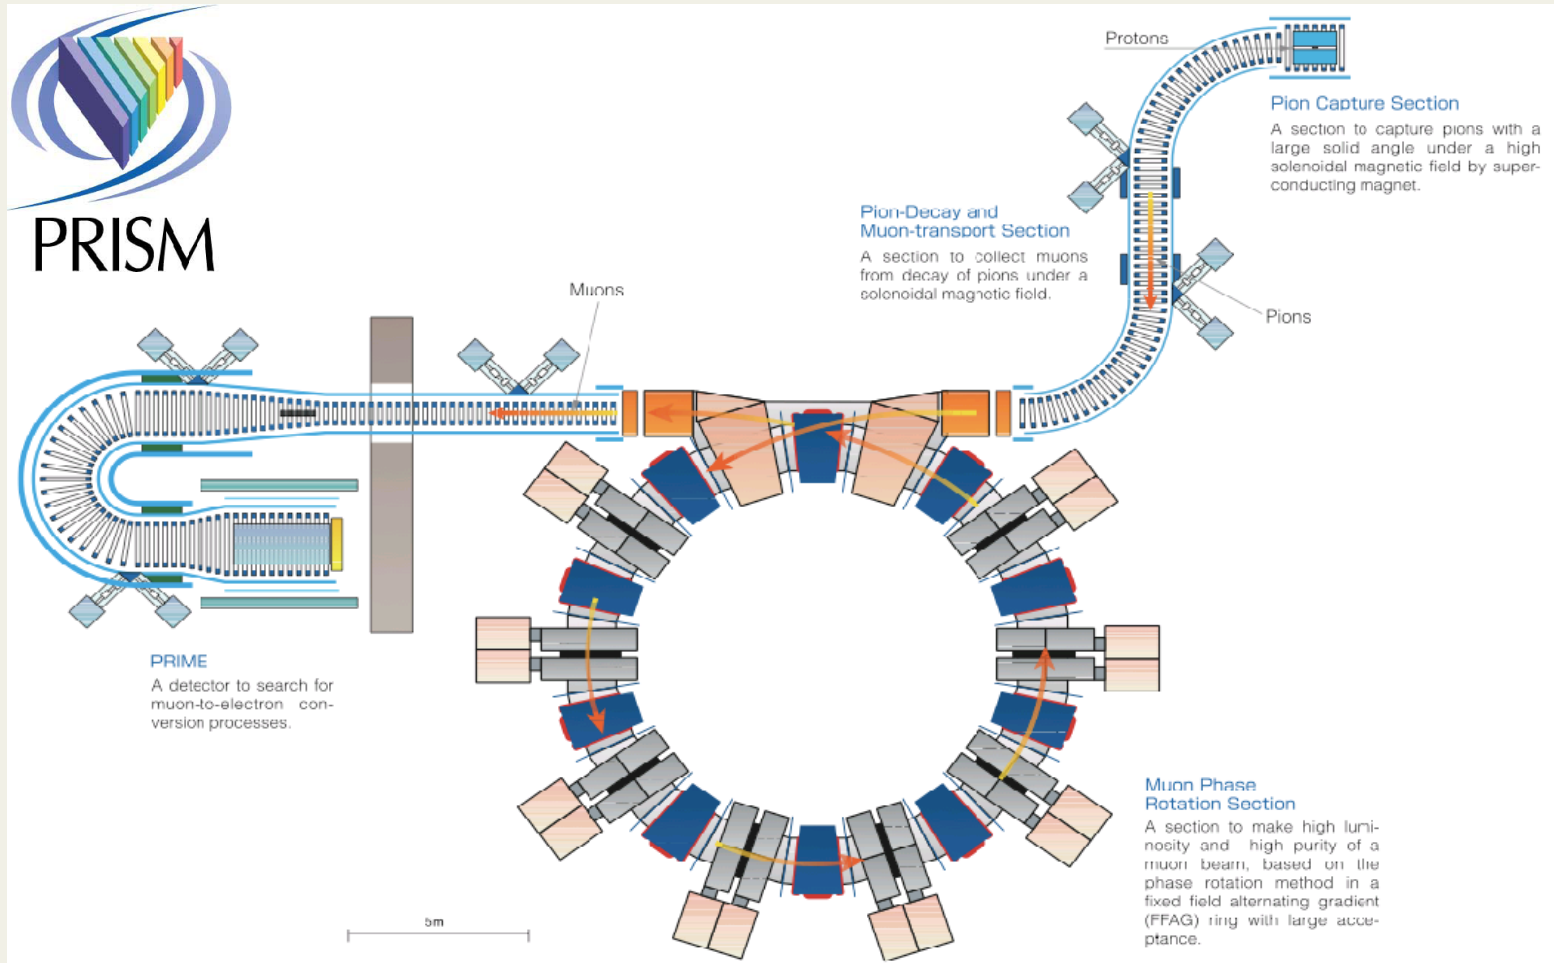 PRISM
Protons
Pion Capture Section
A section to capture pions with a
large solid angle under a high
solenoidal magnetic field by super-
conducting magnet.
Pion-Decay and
Muon-transport Section
A section to collect muons
from decay of pions under a
solenoidal magnetic field.
Muons
Pions
PRIME
A detector to search for
muon-to-electron con-
version processes.
Muon Phase
Rotation Section
A section to make high lumi-
nosity and high purity of a
muon beam, based on the
phase rotation method in a
fixed field alternating gradient
(FFAG) ring with large acce-
ptance.
5m